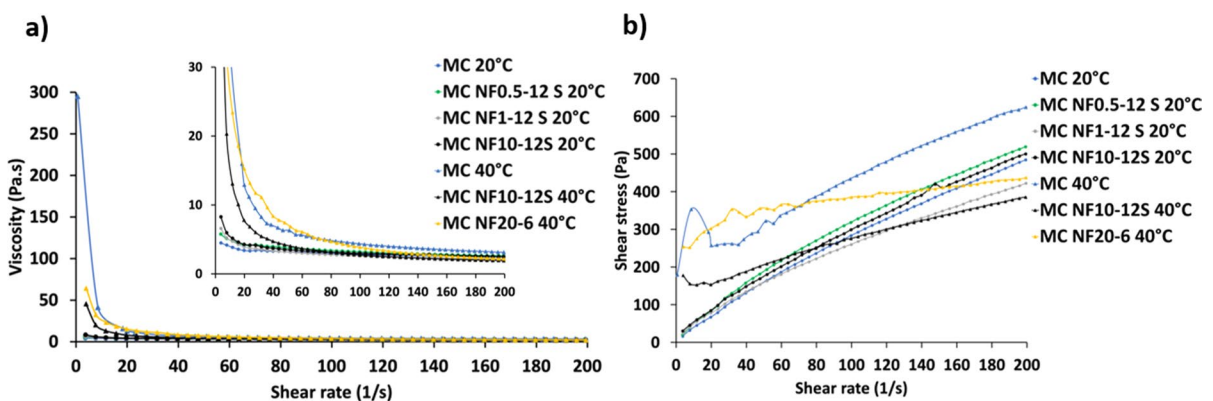 a)
Viscosity (Pa.s)
300
250
200
150
100
50
0
0 20 40 60 80 100 120 140 160 180 200
Shear rate (1/s)
30
20
10
0
0 20 40 60 80 100 120 140 160 180 200
MC 20°C
MC NF0.5-12 S 20°C
MC NF1-12 S 20°C
MC NF10-12S 20°C
MC 40°C
MC NF10-12S 40°C
MC NF20-6 40°C
b)
Shear stress (Pa)
700
600
500
400
300
200
100
0
0 20 40 60 80 100 120 140 160 180 200
Shear rate (1/s)
MC 20°C
MC NF0.5-12 S 20°C
MC NF1-12 S 20°C
MC NF10-12S 20°C
MC 40°C
MC NF10-12S 40°C
MC NF20-6 40°C